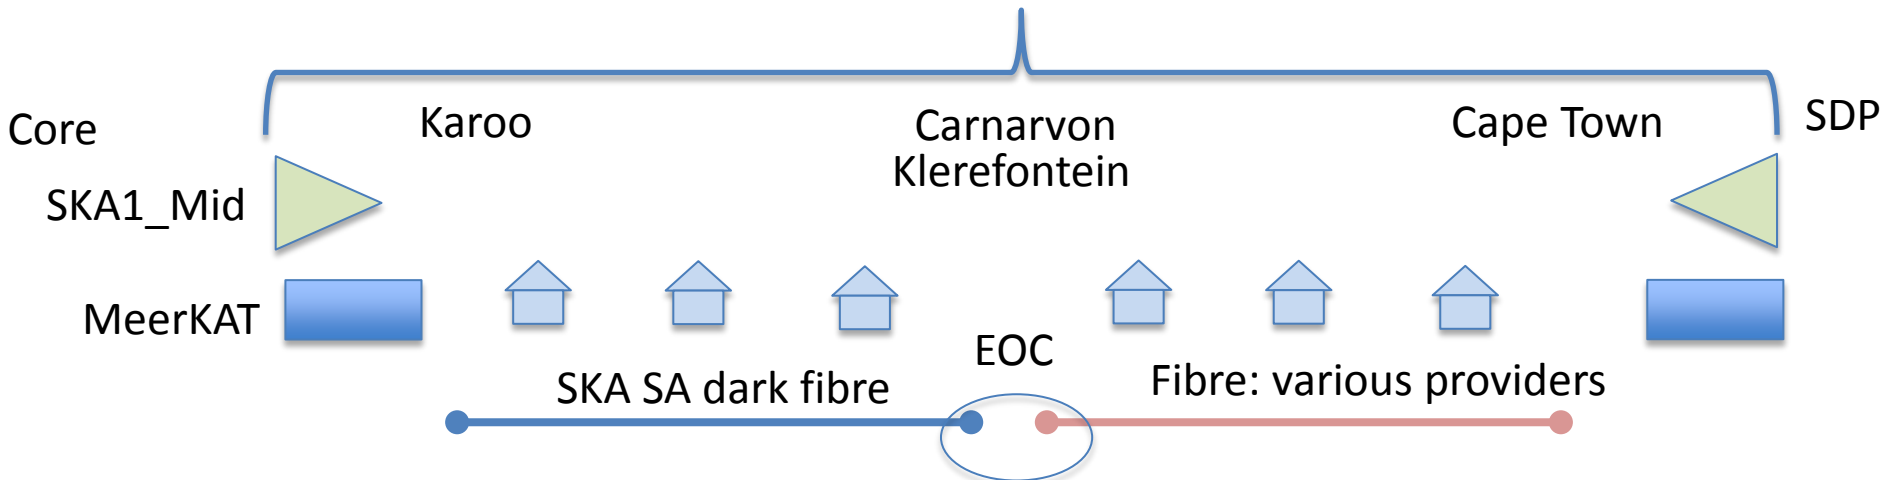 Core
Karoo
Carnarvon
Klerefontein
Cape Town
SDP
SKA1_Mid
MeerKAT
EOC
SKA SA dark fibre
Fibre: various providers